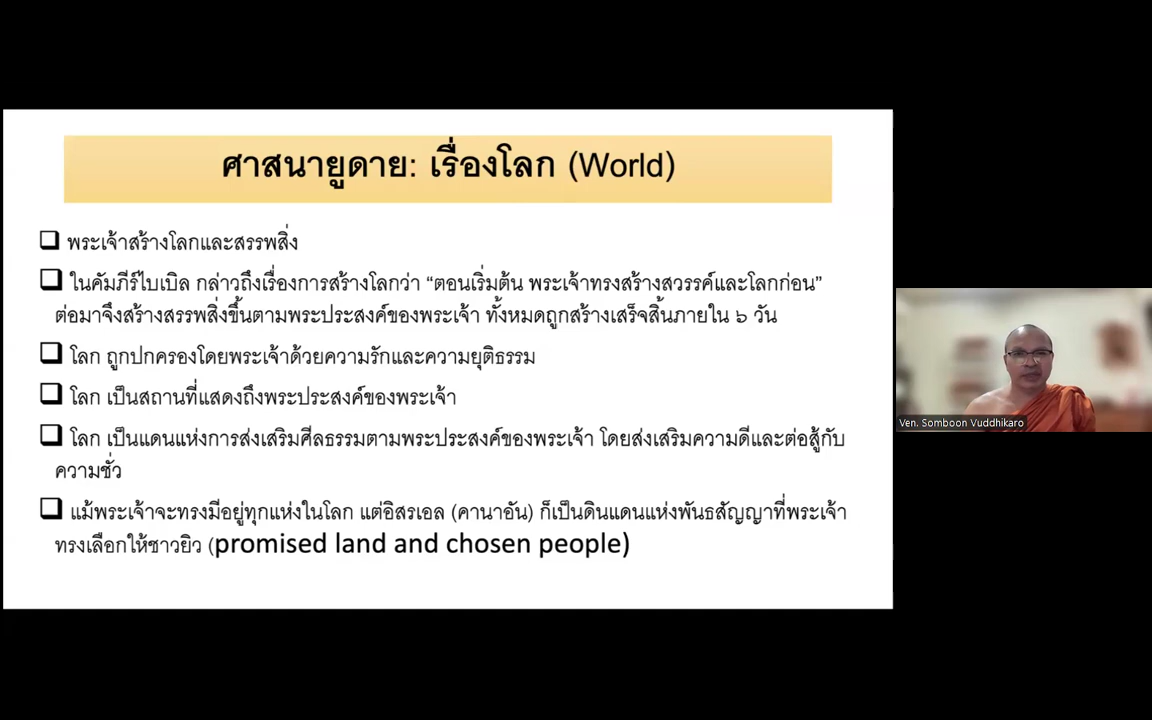 ศาสนายูดาย: เรื่องโลก (World)
❑ พระเจ้าสร้างโลกและสรรพสิ่ง
❑ ในคัมภีร์ไบเบิล กล่าวถึงเรื่องการสร้างโลกว่า “ตอนเริ่มต้น พระเจ้าทรงสร้างสวรรค์และโลกก่อน”
ต่อมาจึงสร้างสรรพสิ่งขึ้นตามพระประสงค์ของพระเจ้า ทั้งหมดถูกสร้างเสร็จสิ้นภายใน ๖ วัน
❑ โลก ถูกปกครองโดยพระเจ้าด้วยความรักและความยุติธรรม
❑ โลก เป็นสถานที่แสดงถึงพระประสงค์ของพระเจ้า
❑ โลก เป็นแดนแห่งการส่งเสริมศีลธรรมตามพระประสงค์ของพระเจ้า โดยส่งเสริมความดีและต่อสู้กับ
ความชั่ว
❑ แม้พระเจ้าจะทรงมีอยู่ทุกแห่งในโลก แต่อิสรเอล (คานาอัน) ก็เป็นดินแดนแห่งพันธสัญญาที่พระเจ้า
ทรงเลือกให้ชาวยิว (promised land and chosen people)
Ven. Somboon Vuddhikaro